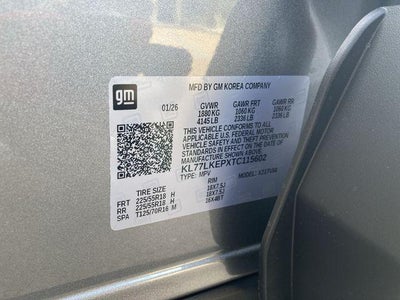 gm
MFD BY GM KOREA COMPANY
01/26 GVWR GAWR FRT GAWR RR
1880 KG 1060 KG 1060 KG
4145 LB 2336 LB 2336 LB
THIS VEHICLE CONFORMS TO ALL
APPLICABLE U.S. FEDERAL MOTOR
VEHICLE SAFETY STANDARDS
IN EFFECT ON THE DATE OF
MANUFACTURE SHOWN ABOVE.
KL77LKEPXTC115602
TYPE: MPV
TIRE SIZE RIM
FRT 225/55R18 H 18X7.5J
RR 225/55R18 H 18X7.5J
SPA T125/70R16 M 16X4BT